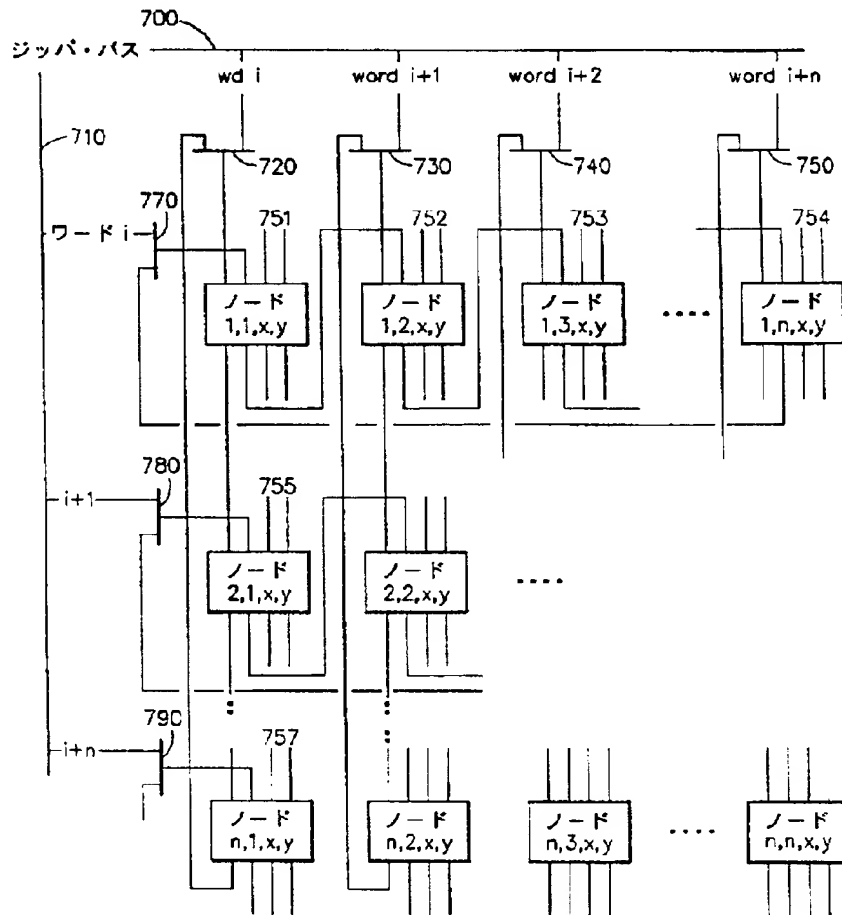 700
ジッパ・バス
wd i word i+1 word i+2 word i+n
710
720 730 740 750
770
751 752 753 754
ワード i
ノード 1,1,x,y
ノード 1,2,x,y
ノード 1,3,x,y
....
ノード 1,n,x,y
780
i+1
755
ノード 2,1,x,y
ノード 2,2,x,y
....
790
i+n
757
ノード n,1,x,y
ノード n,2,x,y
ノード n,3,x,y
....
ノード n,n,x,y